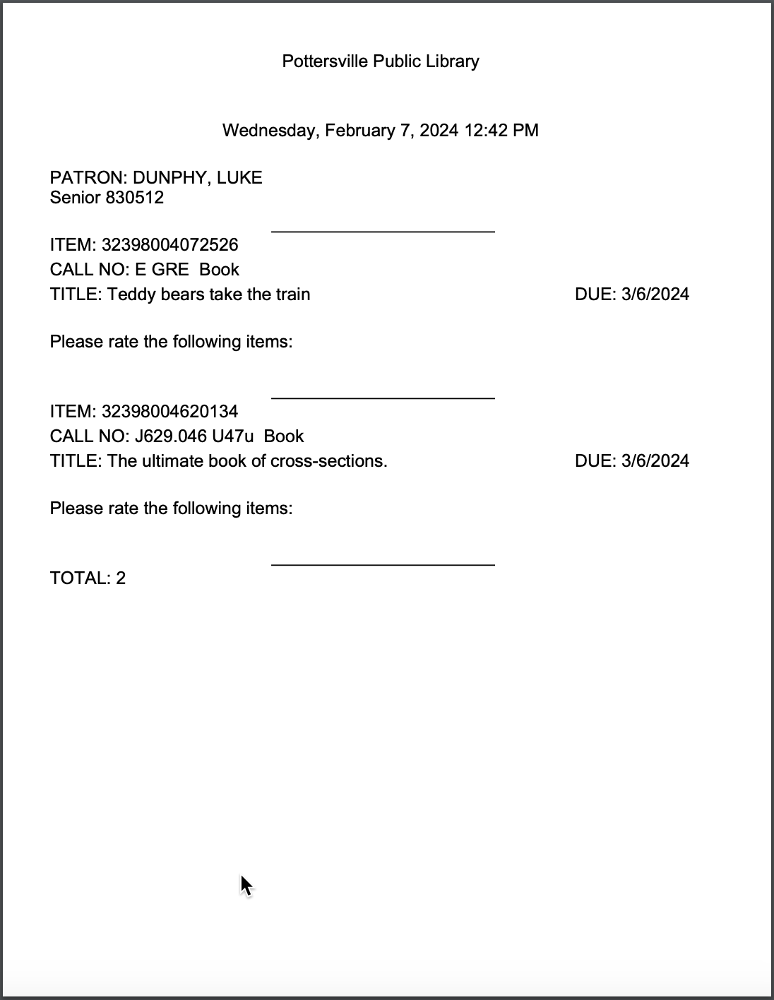 Pottersville Public Library
Wednesday, February 7, 2024 12:42 PM
PATRON: DUNPHY, LUKE
Senior 830512
ITEM: 32398004072526
CALL NO: E GRE  Book
TITLE: Teddy bears take the train DUE: 3/6/2024
Please rate the following items:
ITEM: 32398004620134
CALL NO: J629.046 U47u  Book
TITLE: The ultimate book of cross-sections. DUE: 3/6/2024
Please rate the following items:
TOTAL: 2